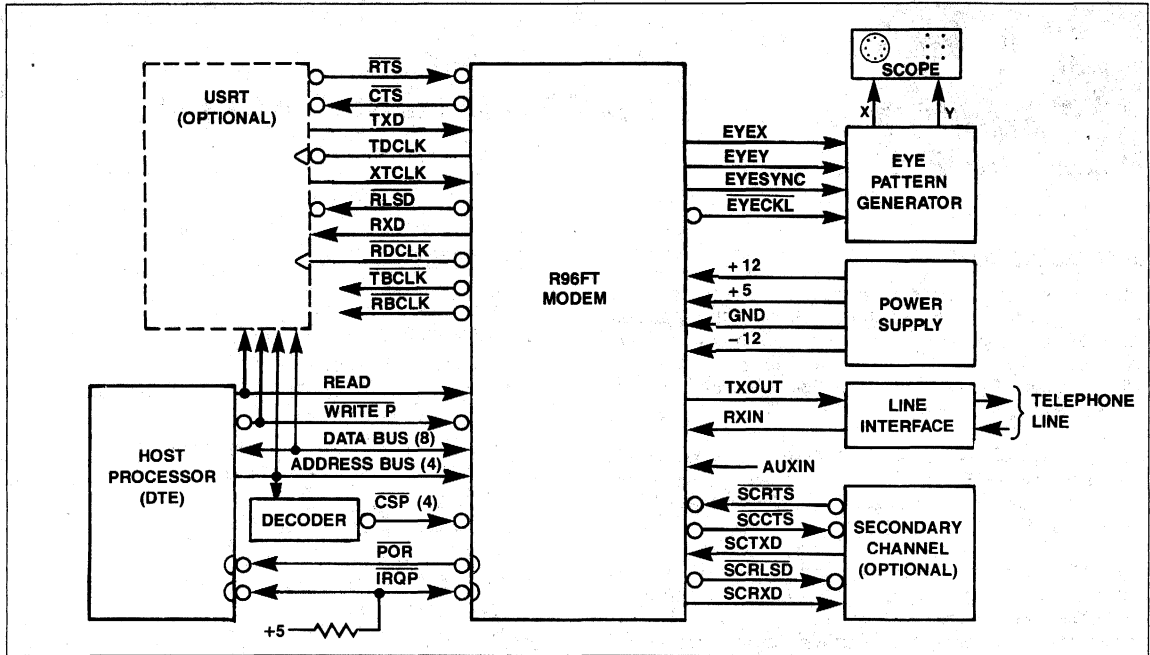 USRT
(OPTIONAL)
RTS
CTS
TXD
TDCLK
XTCLK
RLSD
RXD
RDCLK
TBCLK
RBCLK
HOST
PROCESSOR
(DTE)
READ
WRITE P
DATA BUS (8)
ADDRESS BUS (4)
DECODER
CSP (4)
POR
IRQP
+5
R96FT
MODEM
SCOPE
X
Y
EYEX
EYEY
EYESYNC
EYECKL
EYE
PATTERN
GENERATOR
+12
+5
GND
-12
POWER
SUPPLY
TXOUT
RXIN
LINE
INTERFACE
TELEPHONE
LINE
AUXIN
SCRTS
SCCTS
SCTXD
SCRLSD
SCRXD
SECONDARY
CHANNEL
(OPTIONAL)